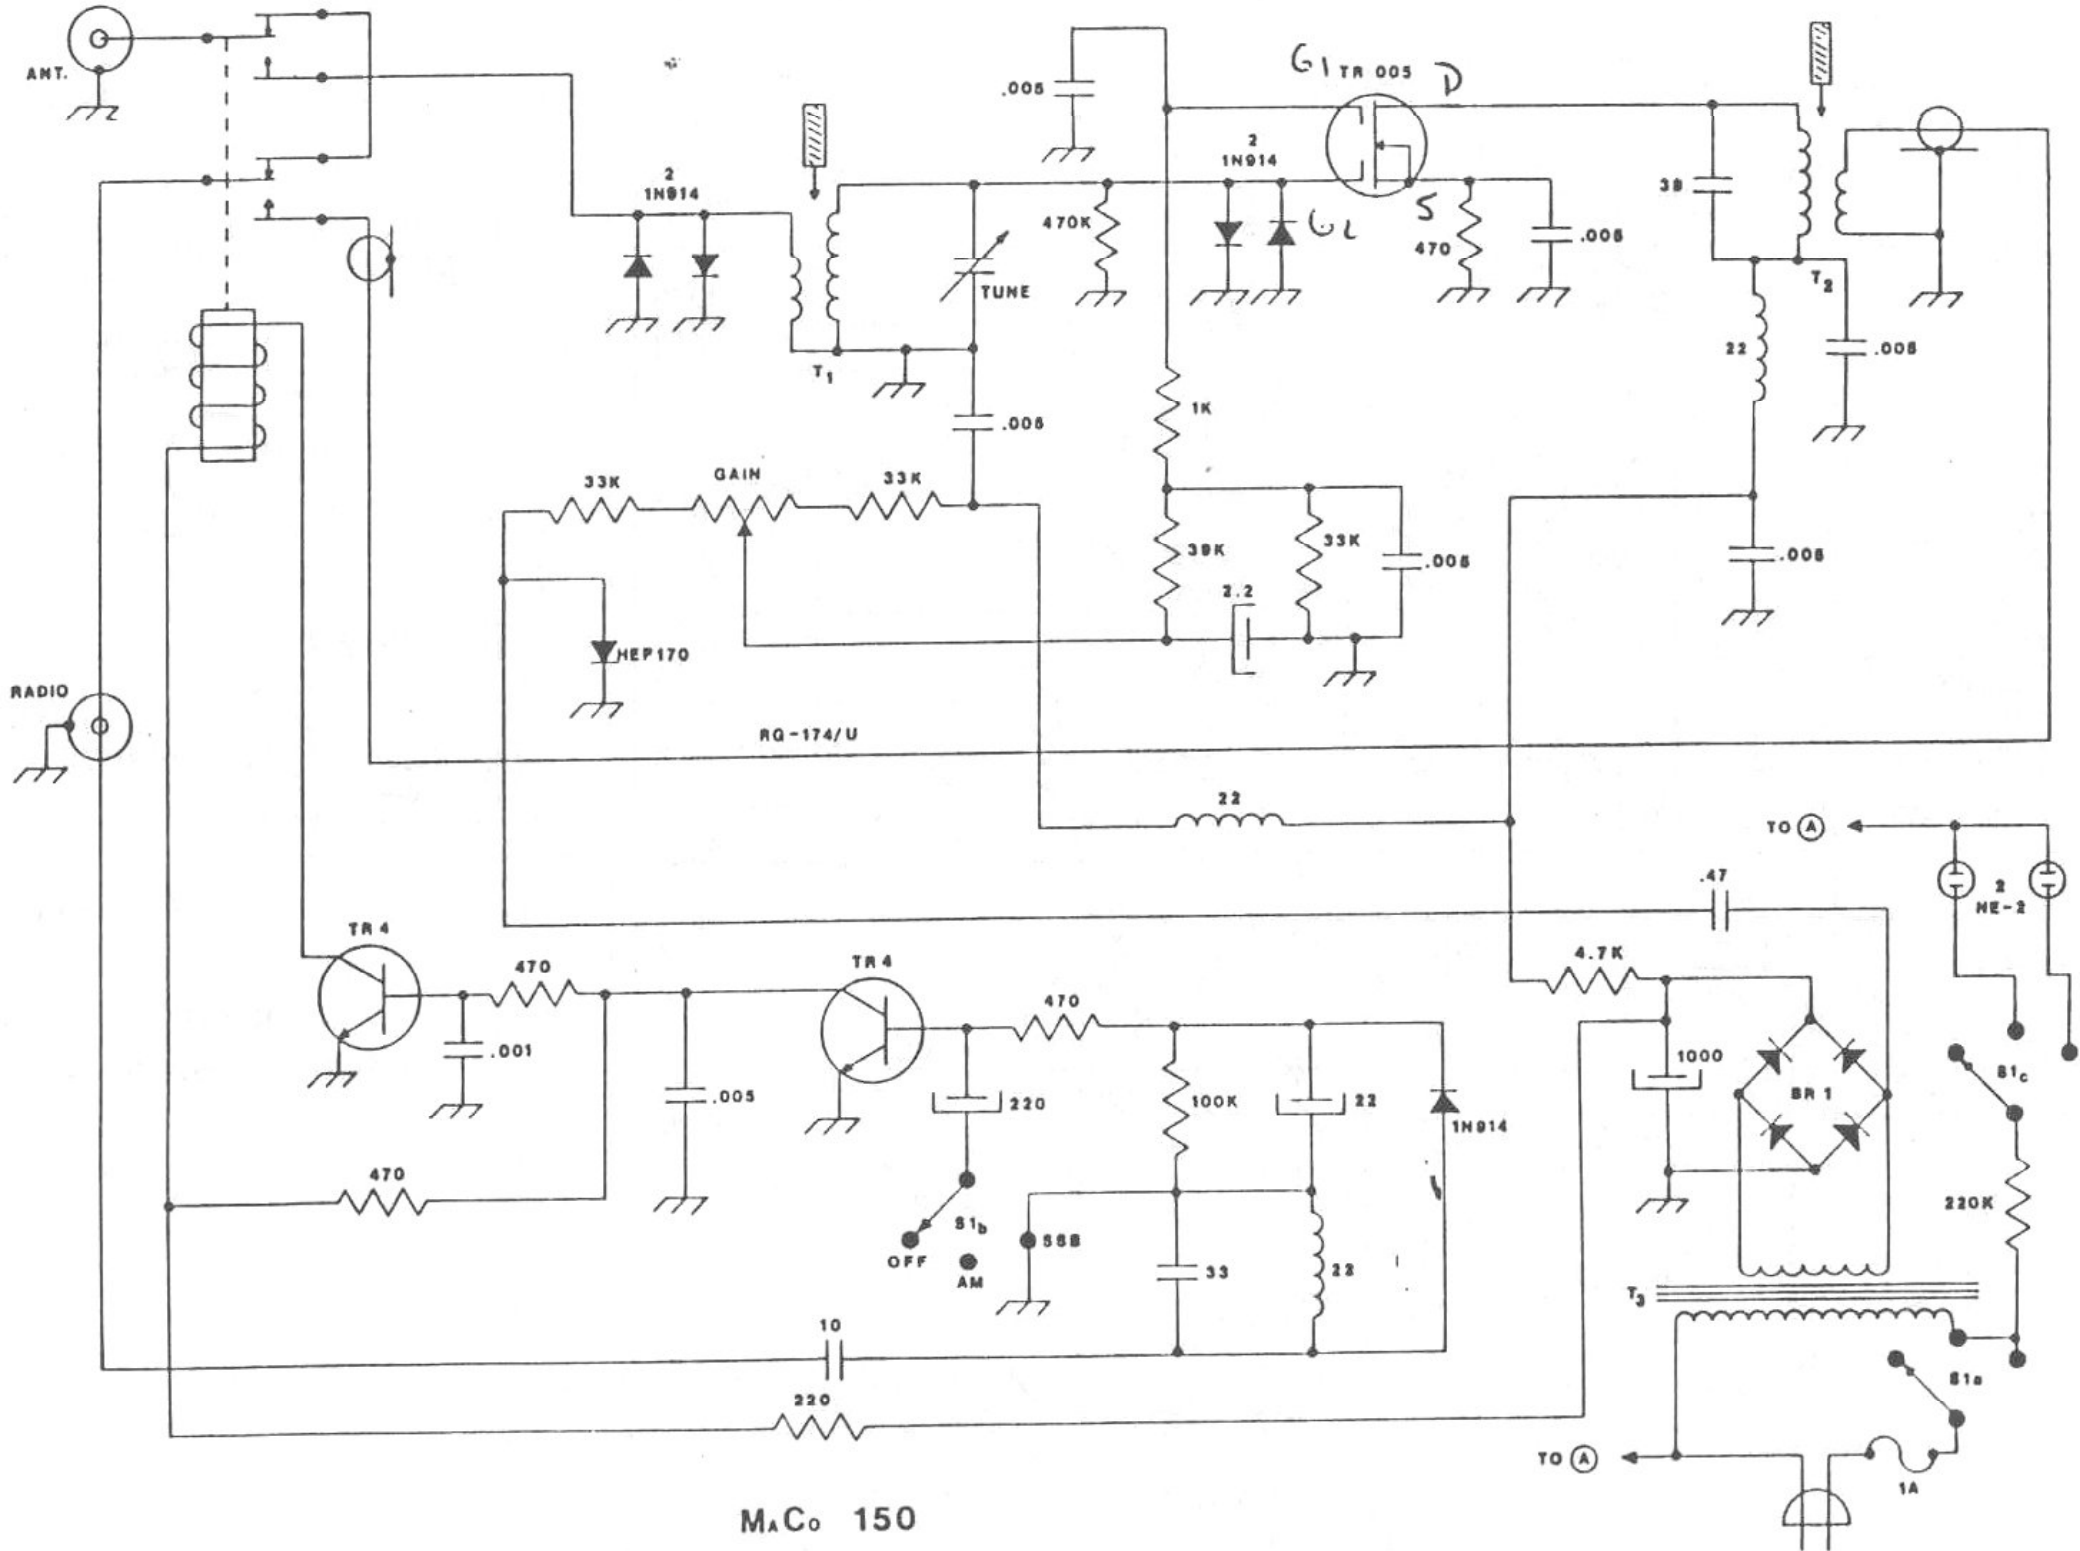 ANT.
.005
G1 TR 005 D
2
1N914
2
1N914
39
470K
S
G2
470
.005
TUNE
T2
22
.005
T1
1K
.005
33K
GAIN
33K
39K
33K
.005
.005
2.2
HEP170
RADIO
RG-174/U
22
TO A
.47
2
NE-2
TR 4
4.7K
470
TR 4
470
.001
1000
S1c
.005
220
100K
22
BR 1
1N914
470
220K
S1b
OFF
SSB
AM
33
22
T3
10
S1a
220
TO A
1A
MACO 150